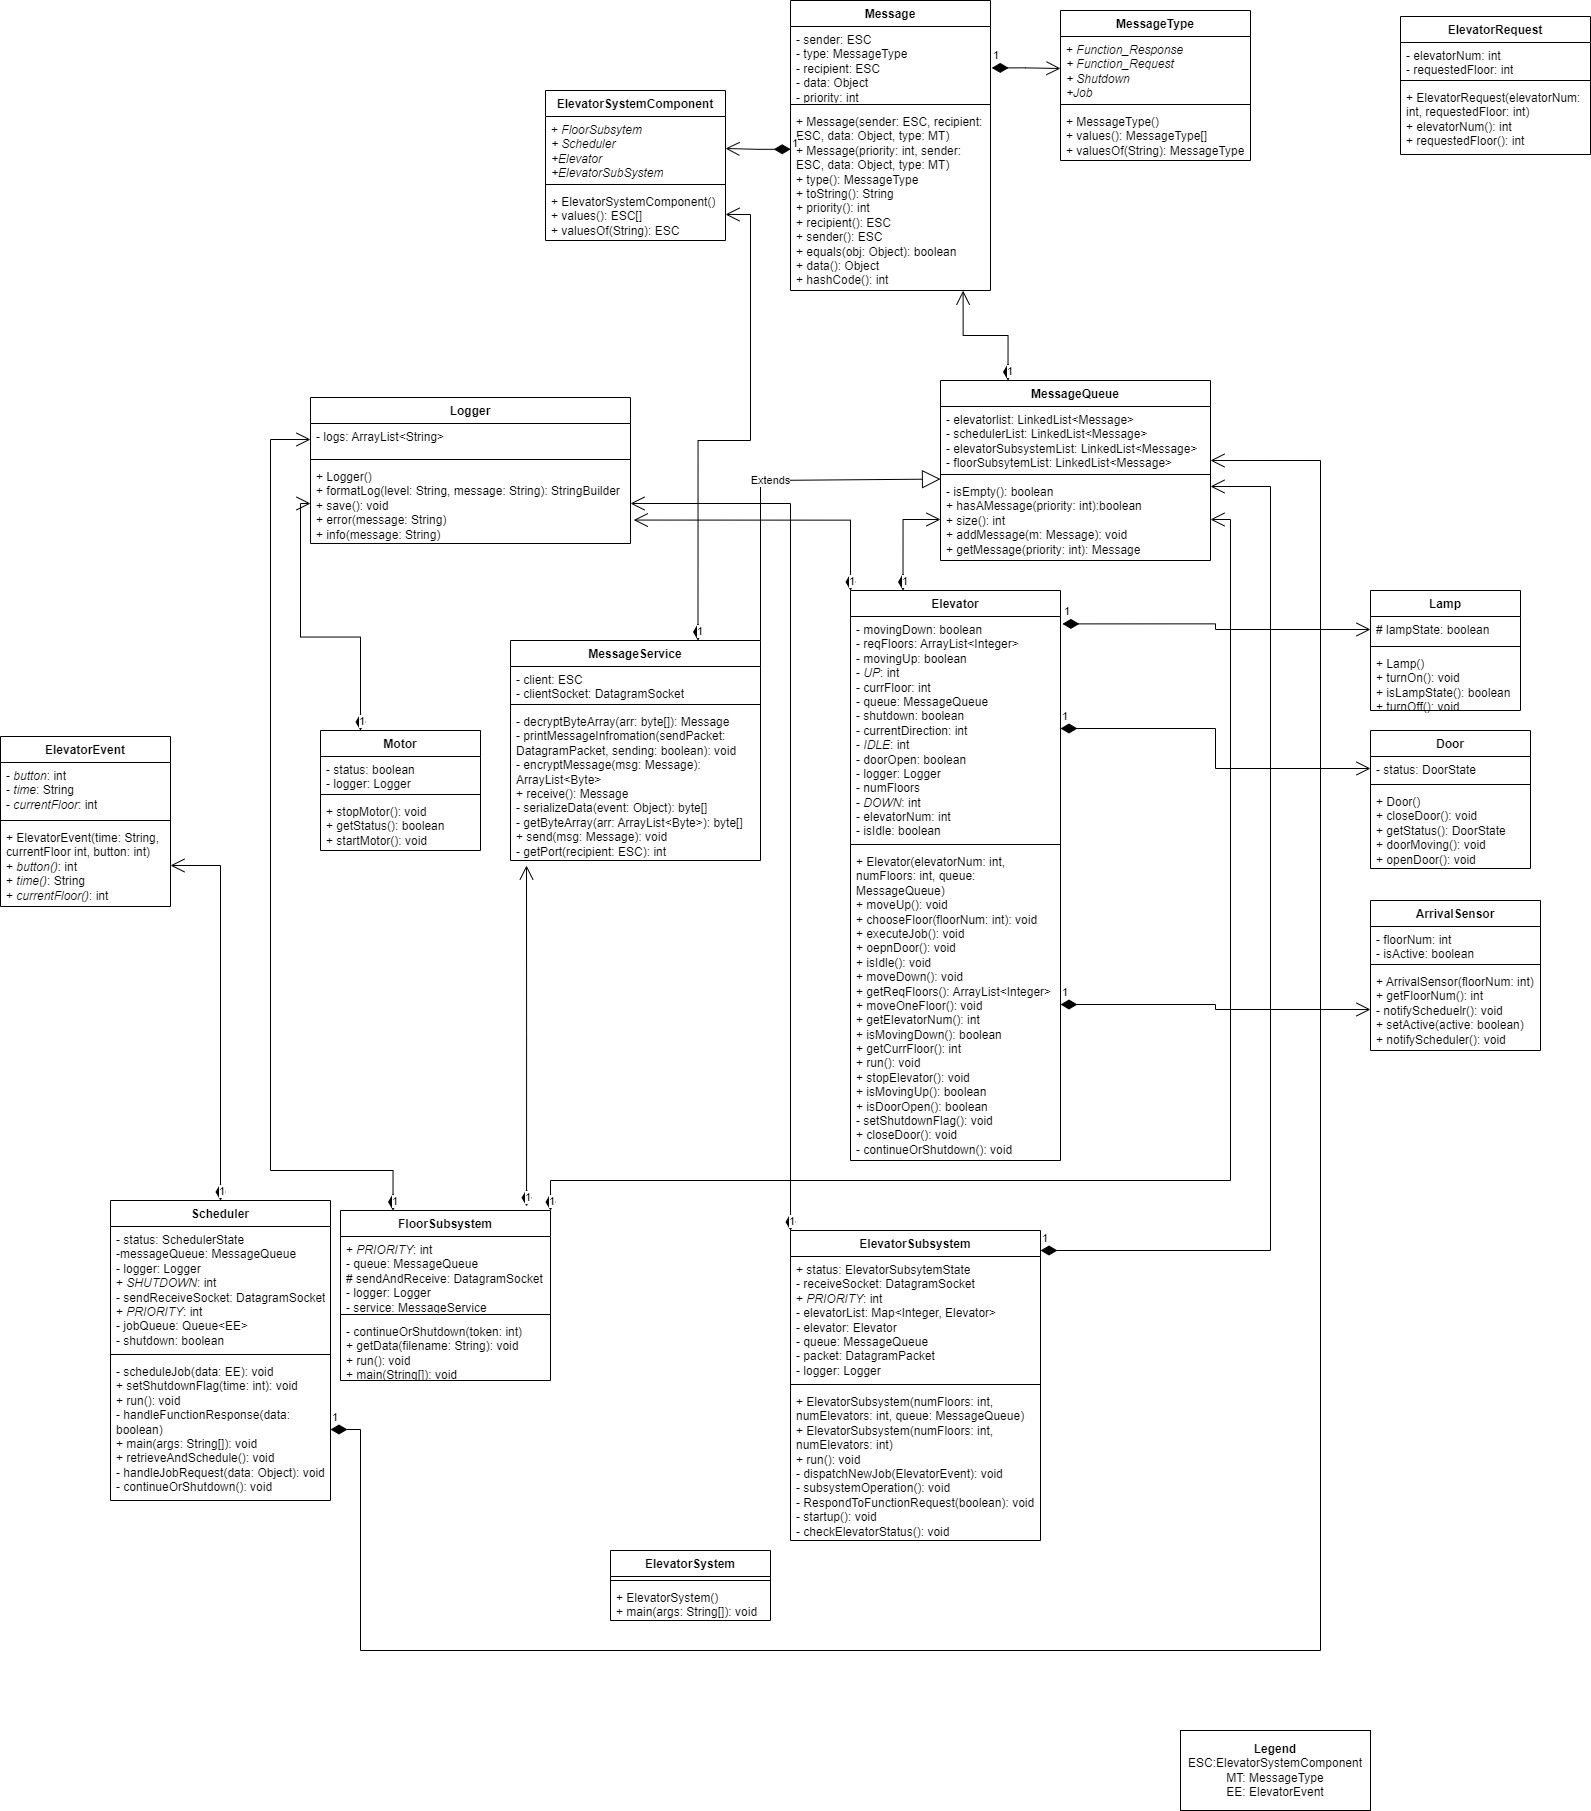 Message
- sender: ESC
- type: MessageType
- recipient: ESC
- data: Object
- priority: int
+ Message(sender: ESC, recipient:
ESC, data: Object, type: MT)
+ Message(priority: int, sender:
ESC, data: Object, type: MT)
+ type(): MessageType
+ toString(): String
+ priority(): int
+ recipient(): ESC
+ sender(): ESC
+ equals(obj: Object): boolean
+ data(): Object
+ hashCode(): int
1
1
MessageType
+ Function_Response
+ Function_Request
+ Shutdown
+Job
+ MessageType()
+ values(): MessageType[]
+ valuesOf(String): MessageType
ElevatorRequest
- elevatorNum: int
- requestedFloor: int
+ ElevatorRequest(elevatorNum:
int, requestedFloor: int)
+ elevatorNum(): int
+ requestedFloor(): int
ElevatorSystemComponent
+ FloorSubsytem
+ Scheduler
+Elevator
+ElevatorSubSystem
+ ElevatorSystemComponent()
+ values(): ESC[]
+ valuesOf(String): ESC
1
MessageQueue
- elevatorlist: LinkedList<Message>
- schedulerList: LinkedList<Message>
- elevatorSubsystemList: LinkedList<Message>
- floorSubsytemList: LinkedList<Message>
- isEmpty(): boolean
+ hasAMessage(priority: int):boolean
+ size(): int
+ addMessage(m: Message): void
+ getMessage(priority: int): Message
Logger
- logs: ArrayList<String>
+ Logger()
+ formatLog(level: String, message: String): StringBuilder
+ save(): void
+ error(message: String)
+ info(message: String)
Extends
1
1
Elevator
- movingDown: boolean
- reqFloors: ArrayList<Integer>
- movingUp: boolean
- UP: int
- currFloor: int
- queue: MessageQueue
- shutdown: boolean
- currentDirection: int
- IDLE: int
- doorOpen: boolean
- logger: Logger
- numFloors
- DOWN: int
- elevatorNum: int
- isIdle: boolean
+ Elevator(elevatorNum: int,
numFloors: int, queue:
MessageQueue)
+ moveUp(): void
+ chooseFloor(floorNum: int): void
+ executeJob(): void
+ oepnDoor(): void
+ isIdle(): void
+ moveDown(): void
+ getReqFloors(): ArrayList<Integer>
+ moveOneFloor(): void
+ getElevatorNum(): int
+ isMovingDown(): boolean
+ getCurrFloor(): int
+ run(): void
+ stopElevator(): void
+ isMovingUp(): boolean
+ isDoorOpen(): boolean
- setShutdownFlag(): void
+ closeDoor(): void
- continueOrShutdown(): void
1
1
1
Lamp
# lampState: boolean
+ Lamp()
+ turnOn(): void
+ isLampState(): boolean
+ turnOff(): void
Door
- status: DoorState
+ Door()
+ closeDoor(): void
+ getStatus(): DoorState
+ doorMoving(): void
+ openDoor(): void
ArrivalSensor
- floorNum: int
- isActive: boolean
+ ArrivalSensor(floorNum: int)
+ getFloorNum(): int
- notifyScheduelr(): void
+ setActive(active: boolean)
+ notifyScheduler(): void
1
MessageService
- client: ESC
- clientSocket: DatagramSocket
- decryptByteArray(arr: byte[]): Message
- printMessageInfromation(sendPacket:
DatagramPacket, sending: boolean): void
- encryptMessage(msg: Message):
ArrayList<Byte>
+ receive(): Message
- serializeData(event: Object): byte[]
- getByteArray(arr: ArrayList<Byte>): byte[]
+ send(msg: Message): void
- getPort(recipient: ESC): int
1
Motor
- status: boolean
- logger: Logger
+ stopMotor(): void
+ getStatus(): boolean
+ startMotor(): void
ElevatorEvent
- button: int
- time: String
- currentFloor: int
+ ElevatorEvent(time: String,
currentFloor int, button: int)
+ button(): int
+ time(): String
+ currentFloor(): int
1
Scheduler
- status: SchedulerState
-messageQueue: MessageQueue
- logger: Logger
+ SHUTDOWN: int
- sendReceiveSocket: DatagramSocket
+ PRIORITY: int
- jobQueue: Queue<EE>
- shutdown: boolean
- scheduleJob(data: EE): void
+ setShutdownFlag(time: int): void
+ run(): void
- handleFunctionResponse(data:
boolean)
+ main(args: String[]): void
+ retrieveAndSchedule(): void
- handleJobRequest(data: Object): void
- continueOrShutdown(): void
1
1
1
1
FloorSubsystem
+ PRIORITY: int
- queue: MessageQueue
# sendAndReceive: DatagramSocket
- logger: Logger
- service: MessageService
- continueOrShutdown(token: int)
+ getData(filename: String): void
+ run(): void
+ main(String[]): void
1
1
ElevatorSubsystem
+ status: ElevatorSubsytemState
- receiveSocket: DatagramSocket
+ PRIORITY: int
- elevatorList: Map<Integer, Elevator>
- elevator: Elevator
- queue: MessageQueue
- packet: DatagramPacket
- logger: Logger
+ ElevatorSubsystem(numFloors: int,
numElevators: int, queue: MessageQueue)
+ ElevatorSubsystem(numFloors: int,
numElevators: int)
+ run(): void
- dispatchNewJob(ElevatorEvent): void
- subsystemOperation(): void
- RespondToFunctionRequest(boolean): void
- startup(): void
- checkElevatorStatus(): void
ElevatorSystem
+ ElevatorSystem()
+ main(args: String[]): void
Legend
ESC:ElevatorSystemComponent
MT: MessageType
EE: ElevatorEvent